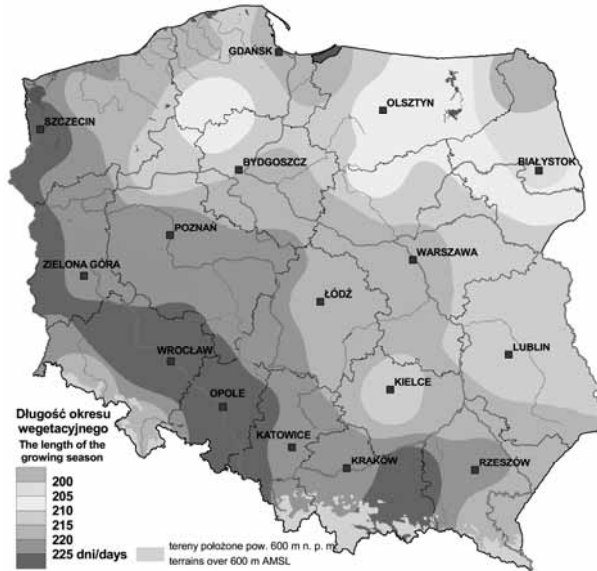 GDAŃSK
OLSZTYN
SZCZECIN
BYDGOSZCZ
BIAŁYSTOK
POZNAŃ
WARSZAWA
ZIELONA GÓRA
ŁÓDŹ
WROCŁAW
LUBLIN
KIELCE
OPOLE
KATOWICE
KRAKÓW
RZESZÓW
Długość okresu
wegetacyjnego
The length of the
growing season
200
205
210
215
220
225 dni/days
tereny położone pow. 600 m n. p. m
terrains over 600 m AMSL